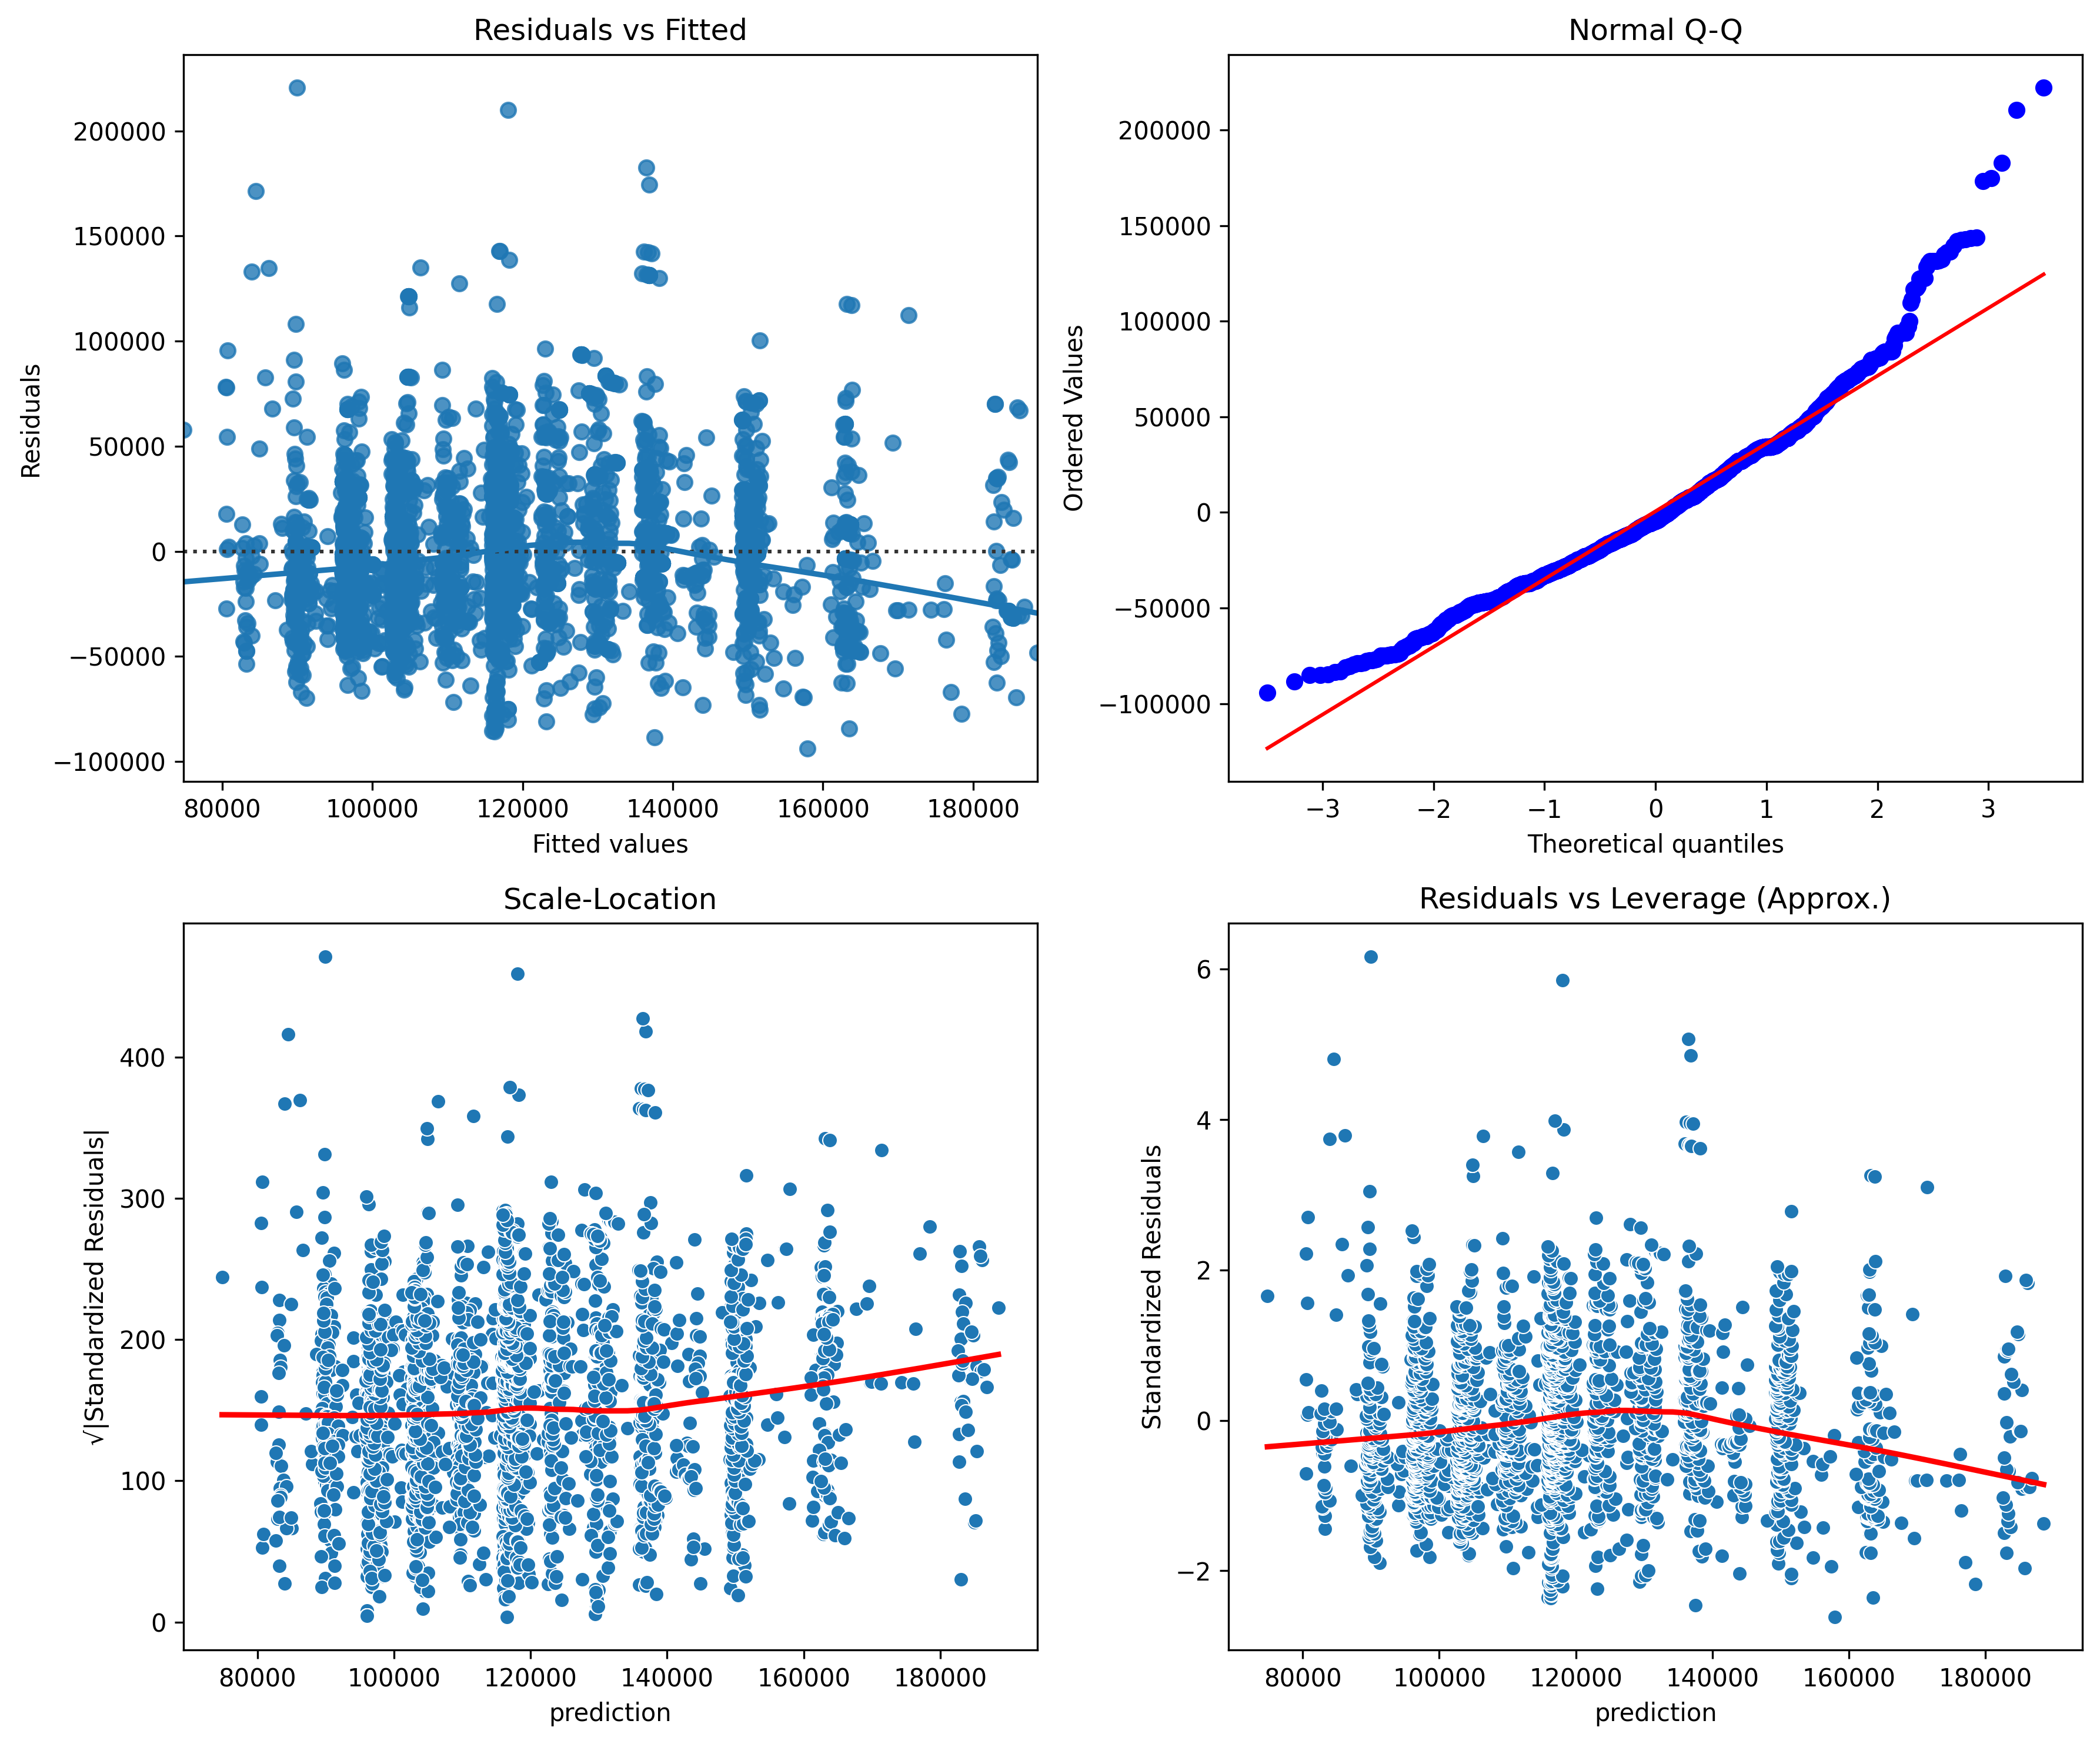 Residuals vs Fitted
Residuals
200000
150000
100000
50000
0
−50000
−100000
80000 100000 120000 140000 160000 180000
Fitted values
Normal Q-Q
Ordered Values
200000
150000
100000
50000
0
−50000
−100000
−3 −2 −1 0 1 2 3
Theoretical quantiles
Scale-Location
√|Standardized Residuals|
400
300
200
100
0
80000 100000 120000 140000 160000 180000
prediction
Residuals vs Leverage (Approx.)
Standardized Residuals
6
4
2
0
−2
80000 100000 120000 140000 160000 180000
prediction